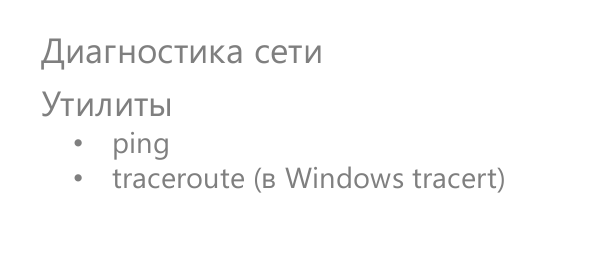 Диагностика сети
Утилиты
• ping
• traceroute (в Windows tracert)